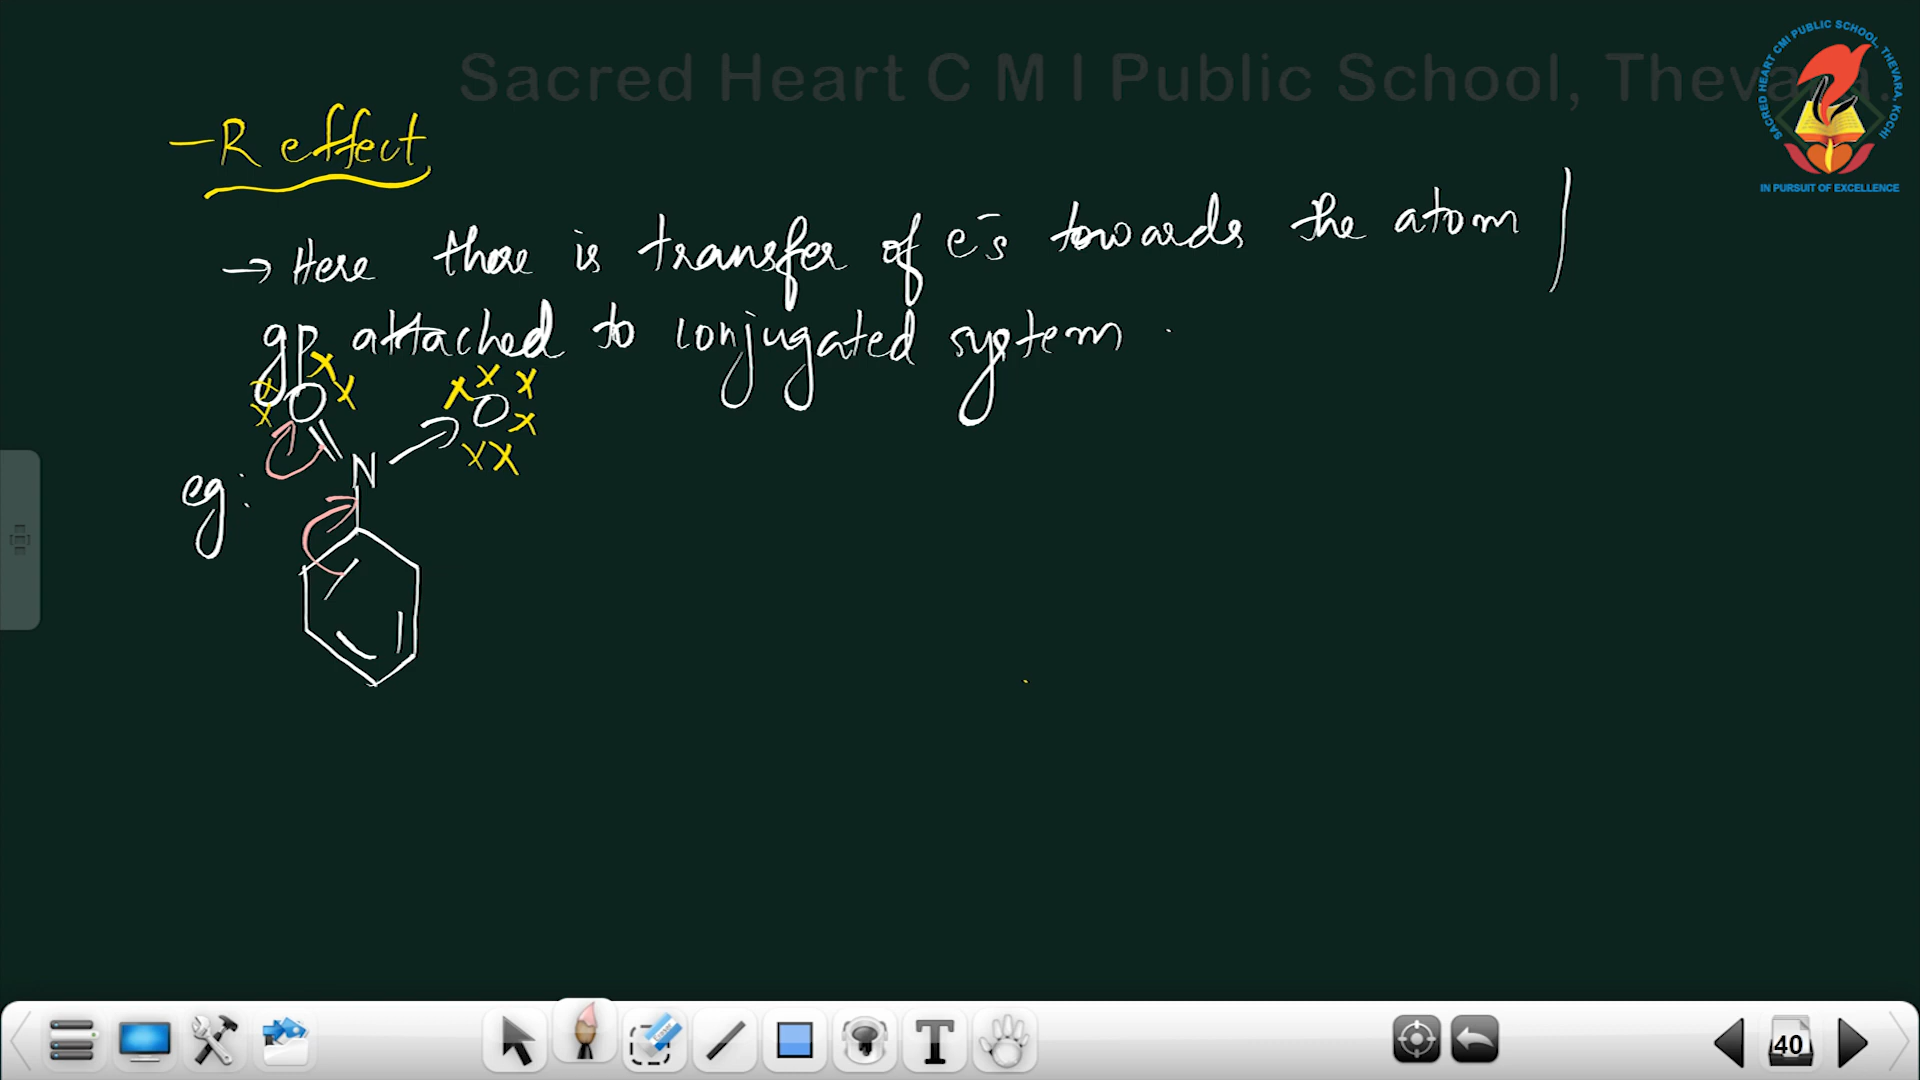 Sacred Heart C M I Public School, Thevara.
SACRED HEART CMI PUBLIC SCHOOL, THEVARA, KOCHI
IN PURSUIT OF EXCELLENCE
-R effect
→ Here there is transfer of e⁻s towards the atom /
gp attached to conjugated system.
O O
N
eg:
T
40